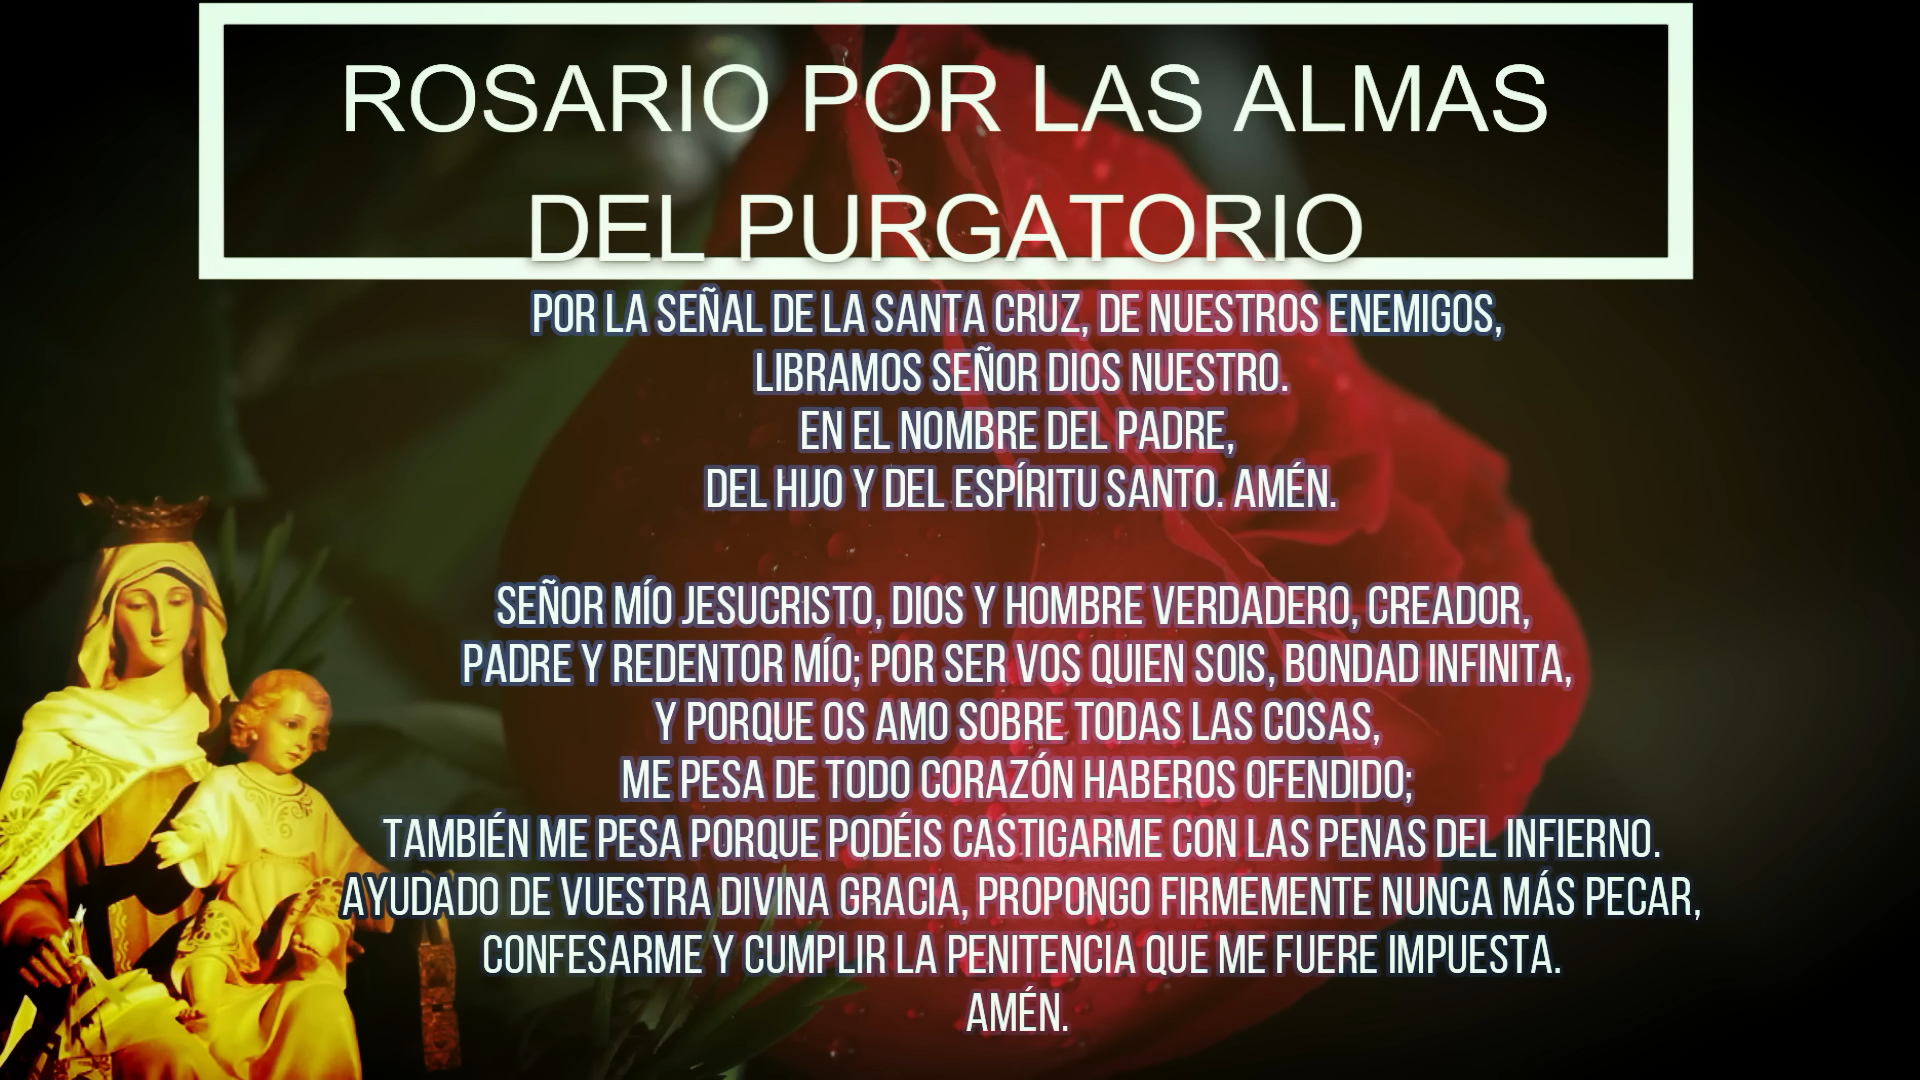 ROSARIO POR LAS ALMAS
DEL PURGATORIO
POR LA SEÑAL DE LA SANTA CRUZ, DE NUESTROS ENEMIGOS,
LIBRAMOS SEÑOR DIOS NUESTRO.
EN EL NOMBRE DEL PADRE,
DEL HIJO Y DEL ESPÍRITU SANTO. AMÉN.
SEÑOR MÍO JESUCRISTO, DIOS Y HOMBRE VERDADERO, CREADOR,
PADRE Y REDENTOR MÍO; POR SER VOS QUIEN SOIS, BONDAD INFINITA,
Y PORQUE OS AMO SOBRE TODAS LAS COSAS,
ME PESA DE TODO CORAZÓN HABEROS OFENDIDO;
TAMBIÉN ME PESA PORQUE PODÉIS CASTIGARME CON LAS PENAS DEL INFIERNO.
AYUDADO DE VUESTRA DIVINA GRACIA, PROPONGO FIRMEMENTE NUNCA MÁS PECAR,
CONFESARME Y CUMPLIR LA PENITENCIA QUE ME FUERE IMPUESTA.
AMÉN.